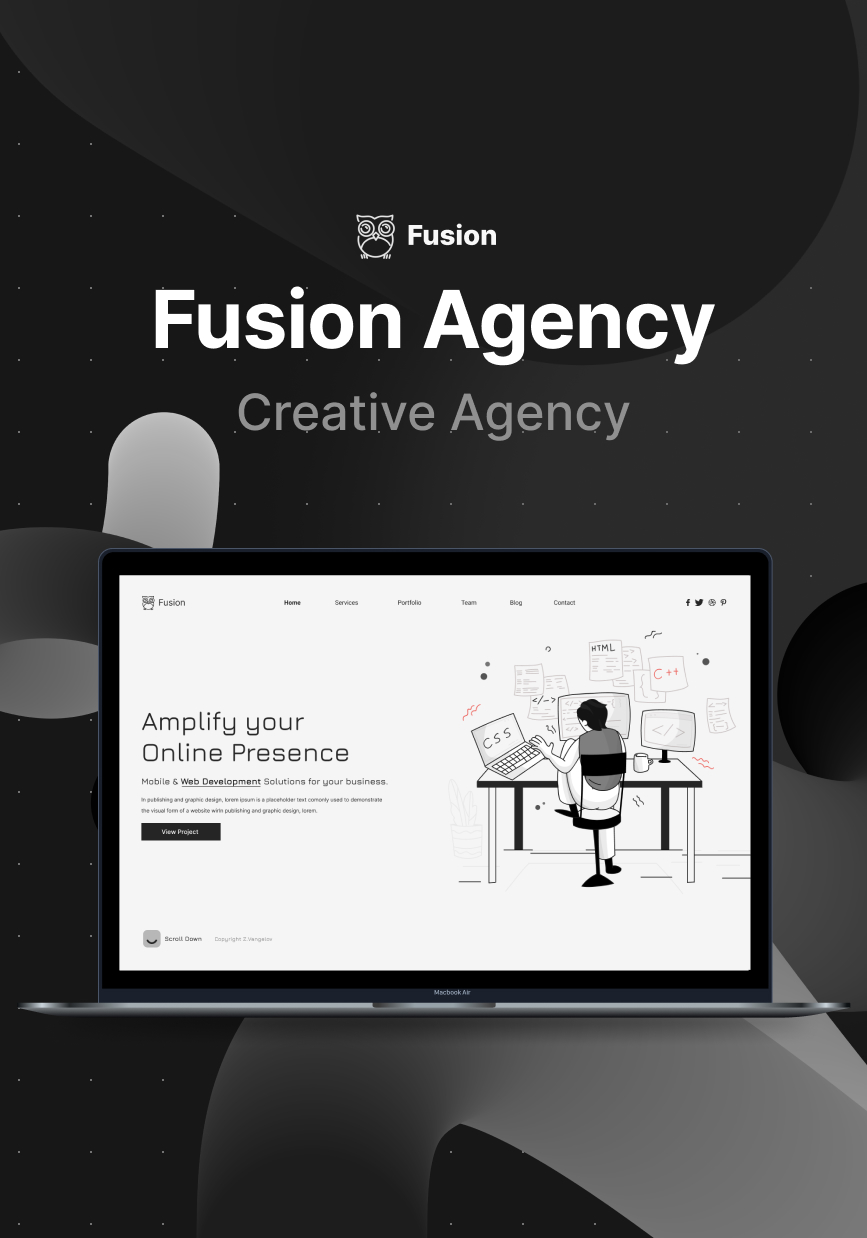 Fusion
Fusion Agency
Creative Agency
Fusion
Home Services Portfolio Team Blog Contact
HTML
C++
</->
CSS
</>
Amplify your
Online Presence
Mobile & Web Development Solutions for your business.
In publishing and graphic design, lorem ipsum is a placeholder text comonly used to demonstrate
the visual form of a website wirln publishing and graphic design, lorem.
View Project
Scroll Down Copyright Z.Vangelov
Macbook Air